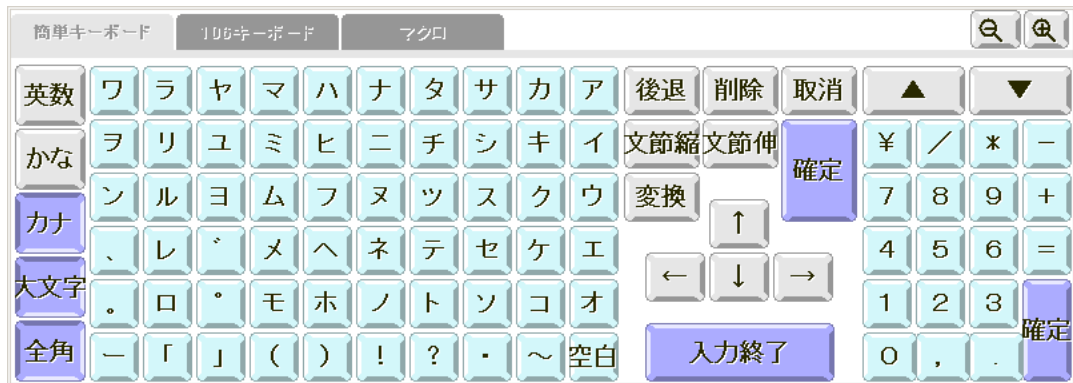 簡単キーボード 106キーボード マクロ
英数 ワ ラ ヤ マ ハ ナ タ サ カ ア 後退 削除 取消 ▲ ▼
かな ヲ リ ユ ミ ヒ ニ チ シ キ イ 文節縮 文節伸 確定 ¥ ／ * －
カナ ン ル ヨ ム フ ヌ ツ ス ク ウ 変換 7 8 9 +
、 レ ゛ メ ヘ ネ テ セ ケ エ ↑ 4 5 6 =
大文字 。 ロ ゜ モ ホ ノ ト ソ コ オ ← ↓ → 1 2 3 確定
全角 ー 「 」 ( ) ! ? ・ ～ 空白 入力終了 0 , .